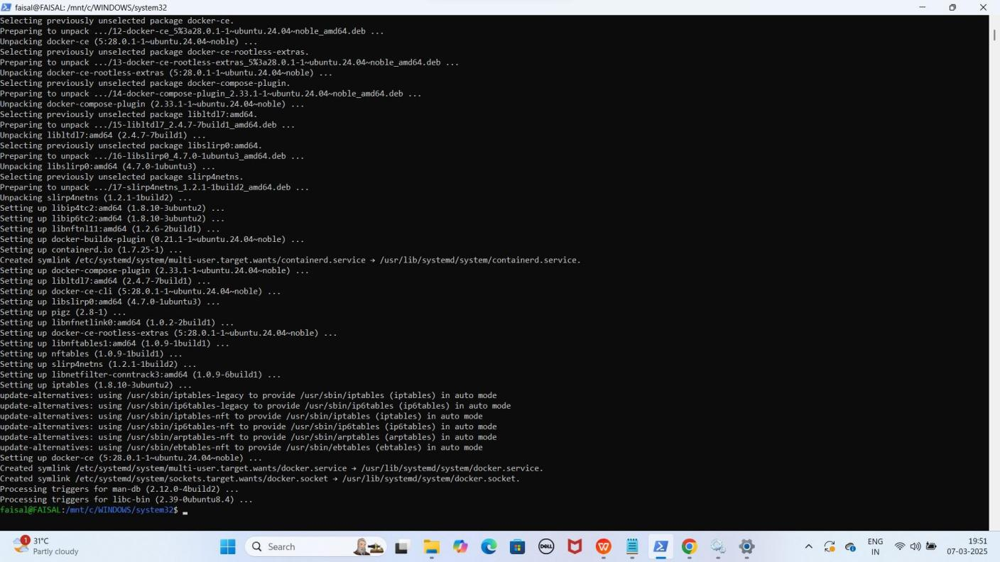 faisal@FAISAL: /mnt/c/WINDOWS/system32
Selecting previously unselected package docker-ce.
Preparing to unpack .../12-docker-ce_5%3a28.0.1-1~ubuntu.24.04~noble_amd64.deb ...
Unpacking docker-ce (5:28.0.1-1~ubuntu.24.04~noble) ...
Selecting previously unselected package docker-ce-rootless-extras.
Preparing to unpack .../13-docker-ce-rootless-extras_5%3a28.0.1-1~ubuntu.24.04~noble_amd64.deb ...
Unpacking docker-ce-rootless-extras (5:28.0.1-1~ubuntu.24.04~noble) ...
Selecting previously unselected package docker-compose-plugin.
Preparing to unpack .../14-docker-compose-plugin_2.33.1-1~ubuntu.24.04~noble_amd64.deb ...
Unpacking docker-compose-plugin (2.33.1-1~ubuntu.24.04~noble) ...
Selecting previously unselected package libltdl7:amd64.
Preparing to unpack .../15-libltdl7_2.4.7-7build1_amd64.deb ...
Unpacking libltdl7:amd64 (2.4.7-7build1) ...
Selecting previously unselected package libslirp0:amd64.
Preparing to unpack .../16-libslirp0_4.7.0-1ubuntu3_amd64.deb ...
Unpacking libslirp0:amd64 (4.7.0-1ubuntu3) ...
Selecting previously unselected package slirp4netns.
Preparing to unpack .../17-slirp4netns_1.2.1-1build2_amd64.deb ...
Unpacking slirp4netns (1.2.1-1build2) ...
Setting up libip4tc2:amd64 (1.8.10-3ubuntu2) ...
Setting up libip6tc2:amd64 (1.8.10-3ubuntu2) ...
Setting up libnftnl11:amd64 (1.2.6-2build1) ...
Setting up docker-buildx-plugin (0.21.1-1~ubuntu.24.04~noble) ...
Setting up containerd.io (1.7.25-1) ...
Created symlink /etc/systemd/system/multi-user.target.wants/containerd.service → /usr/lib/systemd/system/containerd.service.
Setting up docker-compose-plugin (2.33.1-1~ubuntu.24.04~noble) ...
Setting up libltdl7:amd64 (2.4.7-7build1) ...
Setting up docker-ce-cli (5:28.0.1-1~ubuntu.24.04~noble) ...
Setting up libslirp0:amd64 (4.7.0-1ubuntu3) ...
Setting up pigz (2.8-1) ...
Setting up libnfnetlink0:amd64 (1.0.2-2build1) ...
Setting up docker-ce-rootless-extras (5:28.0.1-1~ubuntu.24.04~noble) ...
Setting up libnftables1:amd64 (1.0.9-1build1) ...
Setting up nftables (1.0.9-1build1) ...
Setting up slirp4netns (1.2.1-1build2) ...
Setting up libnetfilter-conntrack3:amd64 (1.0.9-6build1) ...
Setting up iptables (1.8.10-3ubuntu2) ...
update-alternatives: using /usr/sbin/iptables-legacy to provide /usr/sbin/iptables (iptables) in auto mode
update-alternatives: using /usr/sbin/ip6tables-legacy to provide /usr/sbin/ip6tables (ip6tables) in auto mode
update-alternatives: using /usr/sbin/iptables-nft to provide /usr/sbin/iptables (iptables) in auto mode
update-alternatives: using /usr/sbin/ip6tables-nft to provide /usr/sbin/ip6tables (ip6tables) in auto mode
update-alternatives: using /usr/sbin/arptables-nft to provide /usr/sbin/arptables (arptables) in auto mode
update-alternatives: using /usr/sbin/ebtables-nft to provide /usr/sbin/ebtables (ebtables) in auto mode
Setting up docker-ce (5:28.0.1-1~ubuntu.24.04~noble) ...
Created symlink /etc/systemd/system/multi-user.target.wants/docker.service → /usr/lib/systemd/system/docker.service.
Created symlink /etc/systemd/system/sockets.target.wants/docker.socket → /usr/lib/systemd/system/docker.socket.
Processing triggers for man-db (2.12.0-4build2) ...
Processing triggers for libc-bin (2.39-0ubuntu8.4) ...
faisal@FAISAL:/mnt/c/WINDOWS/system32$
1
31°C
Partly cloudy
Search
DELL
ENG
IN
19:51
07-03-2025